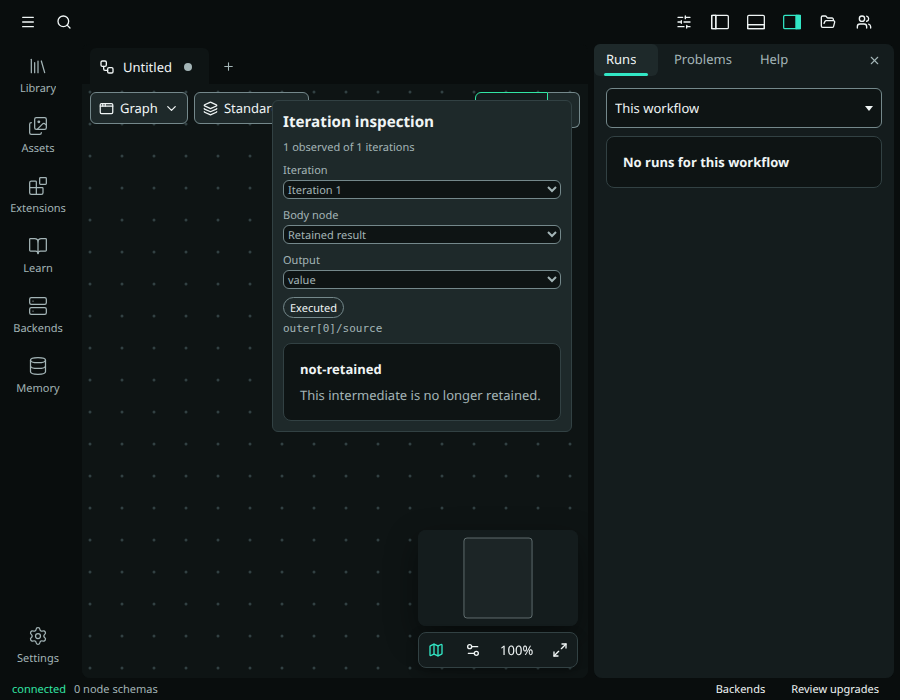 Untitled
Runs
Problems
Help
Library
Assets
Extensions
Learn
Backends
Memory
Settings
Graph
Standar
This workflow
No runs for this workflow
Iteration inspection
1 observed of 1 iterations
Iteration
Iteration 1
Body node
Retained result
Output
value
Executed
outer[0]/source
not-retained
This intermediate is no longer retained.
100%
connected
0 node schemas
Backends
Review upgrades